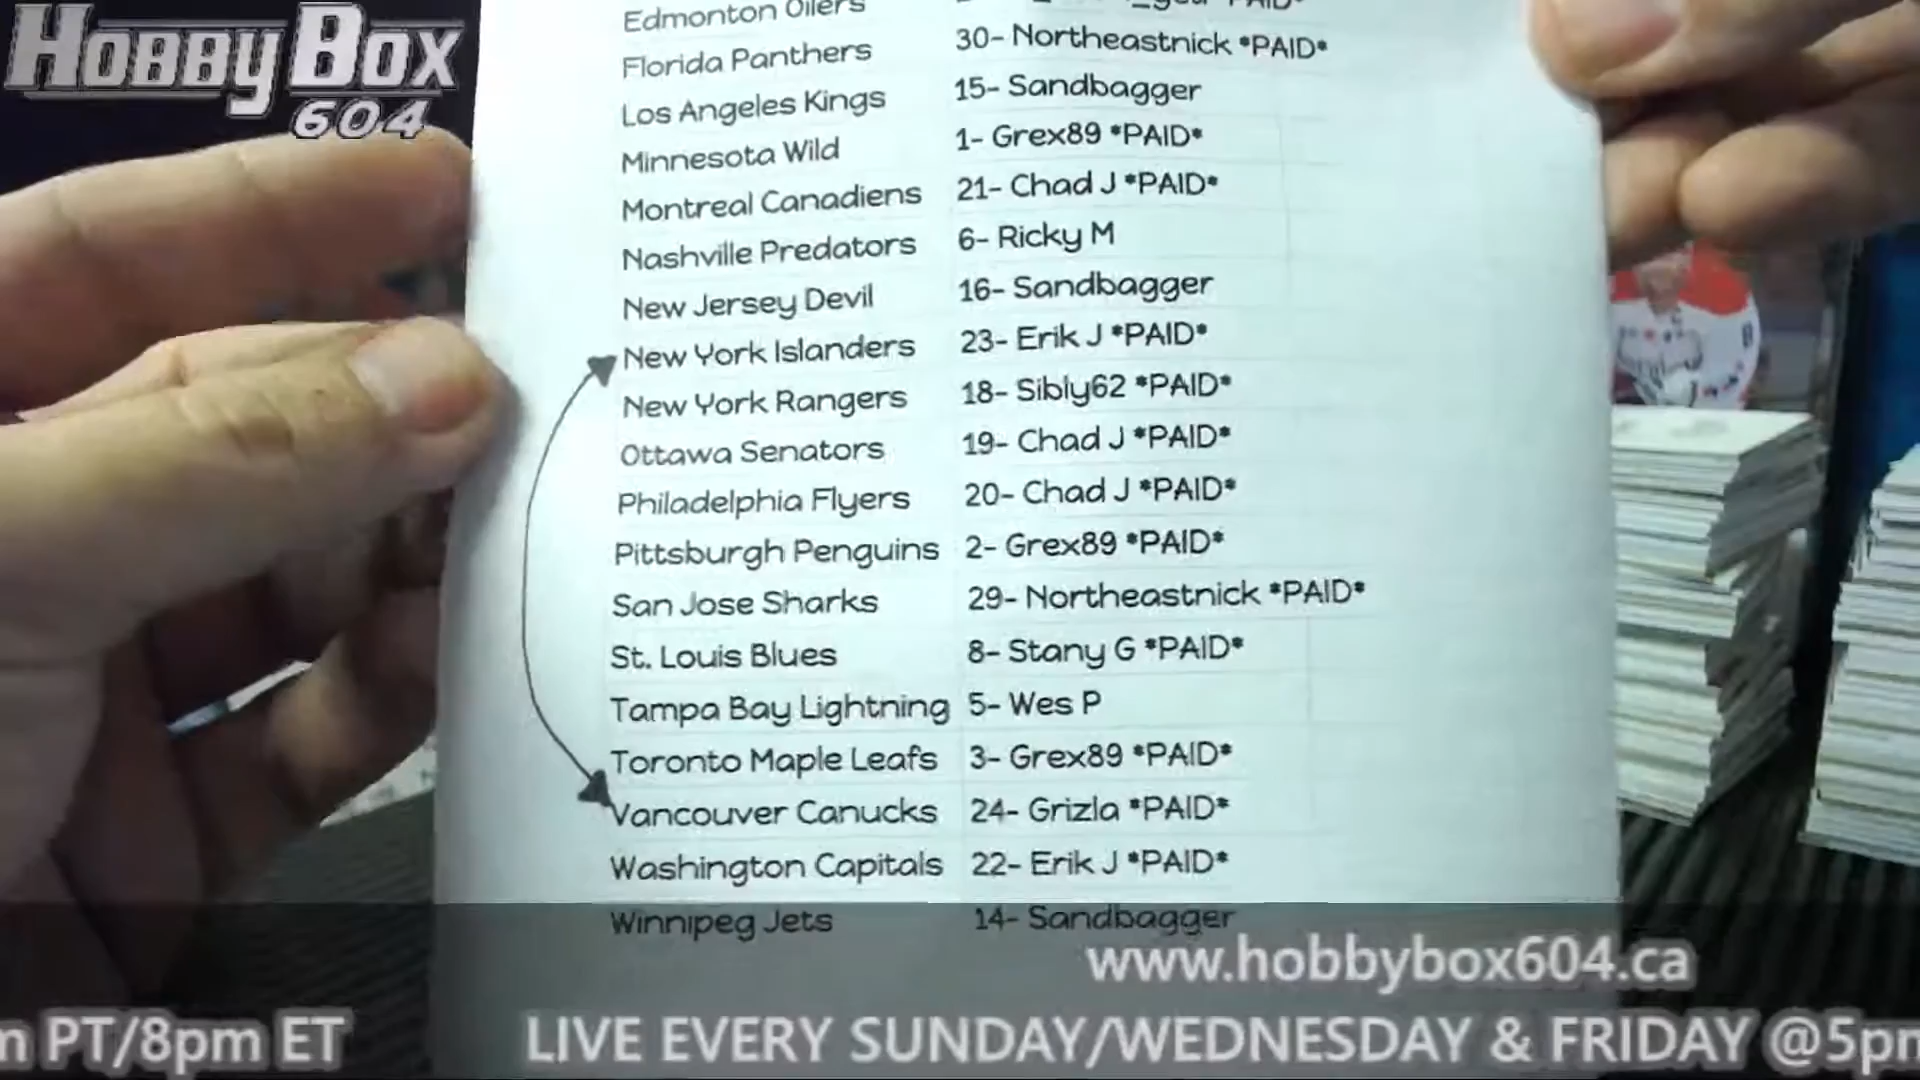 HOBBY BOX
604
Edmonton Oilers *PAID*
Florida Panthers 30- Northeastnick *PAID*
Los Angeles Kings 15- Sandbagger
Minnesota Wild 1- Grex89 *PAID*
Montreal Canadiens 21- Chad J *PAID*
Nashville Predators 6- Ricky M
New Jersey Devil 16- Sandbagger
New York Islanders 23- Erik J *PAID*
New York Rangers 18- Sibly62 *PAID*
Ottawa Senators 19- Chad J *PAID*
Philadelphia Flyers 20- Chad J *PAID*
Pittsburgh Penguins 2- Grex89 *PAID*
San Jose Sharks 29- Northeastnick *PAID*
St. Louis Blues 8- Stany G *PAID*
Tampa Bay Lightning 5- Wes P
Toronto Maple Leafs 3- Grex89 *PAID*
Vancouver Canucks 24- Grizla *PAID*
Washington Capitals 22- Erik J *PAID*
Winnipeg Jets 14- Sandbagger
www.hobbybox604.ca
m PT/8pm ET LIVE EVERY SUNDAY/WEDNESDAY & FRIDAY @5pm